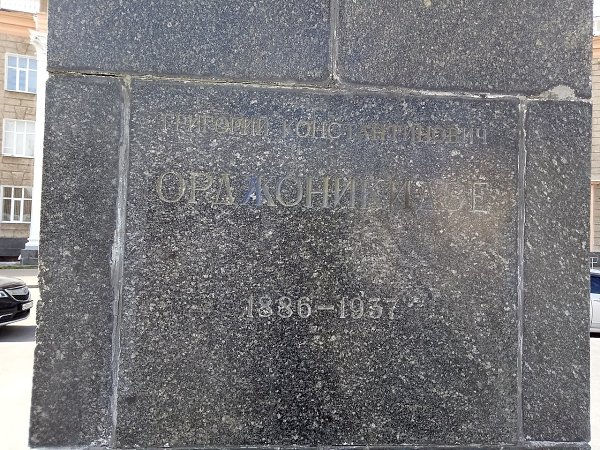 ГРИГОРИЙ КОНСТАНТИНОВИЧ
ОРДЖОНИКИДЗЕ
1886-1937